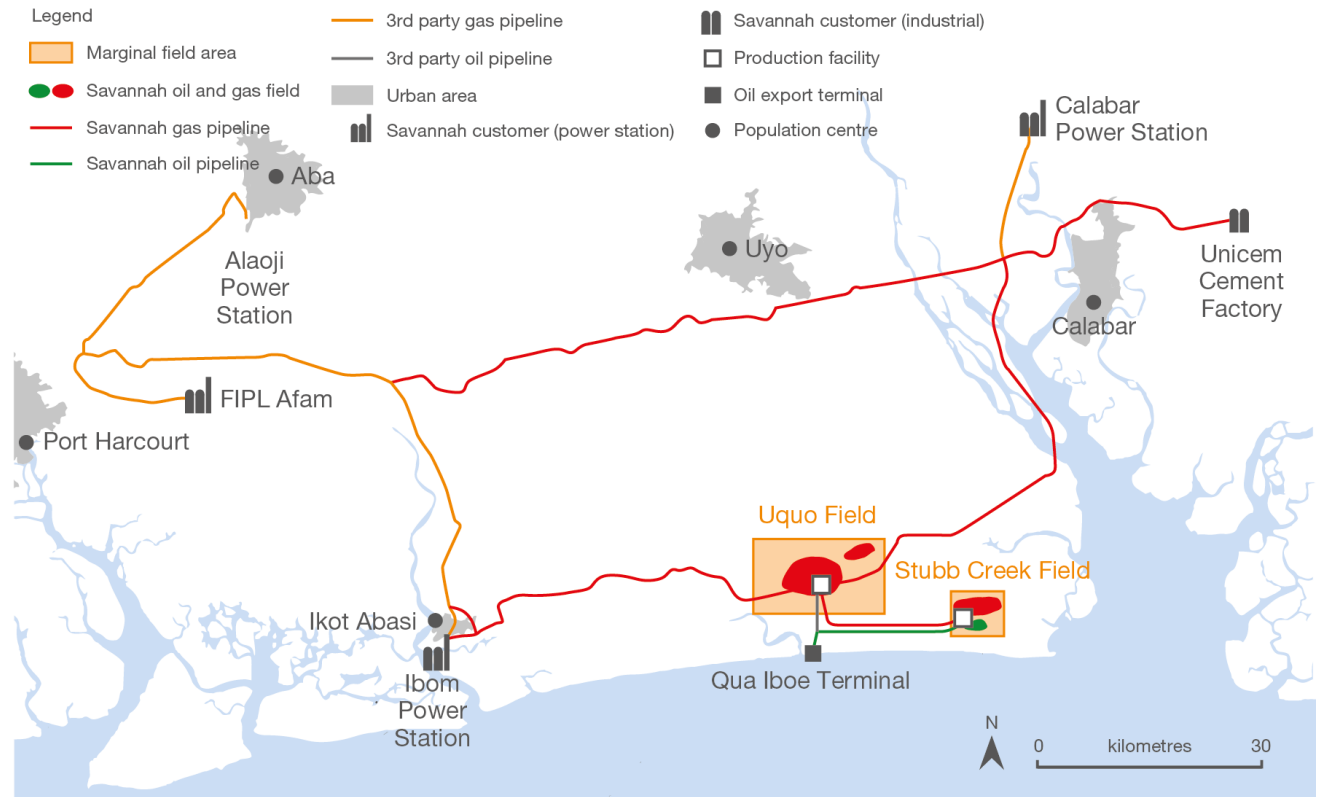 Legend
Marginal field area
Savannah oil and gas field
Savannah gas pipeline
Savannah oil pipeline
3rd party gas pipeline
3rd party oil pipeline
Urban area
Savannah customer (power station)
Savannah customer (industrial)
Production facility
Oil export terminal
Population centre
Calabar
Power Station
Aba
Alaoji
Power
Station
Uyo
Unicem
Cement
Factory
Calabar
FIPL Afam
Port Harcourt
Uquo Field
Stubb Creek Field
Ikot Abasi
Ibom
Power
Station
Qua Iboe Terminal
N
0 kilometres 30